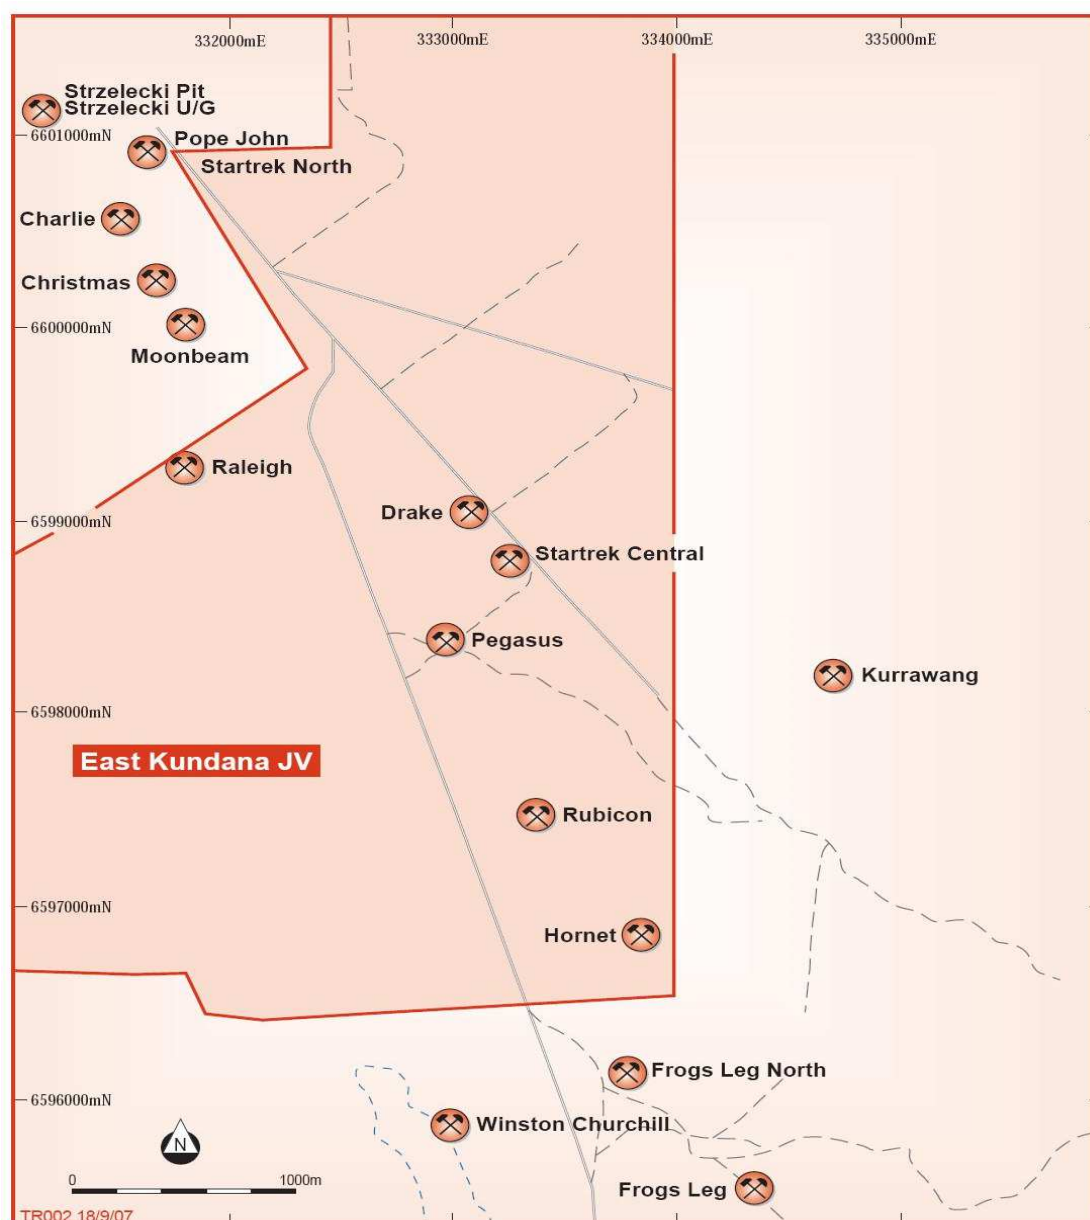 332000mE
333000mE
334000mE
335000mE
Strzelecki Pit
Strzelecki U/G
6601000mN
Pope John
Startrek North
Charlie
Christmas
6600000mN
Moonbeam
Raleigh
Drake
6599000mN
Startrek Central
Pegasus
Kurrawang
6598000mN
East Kundana JV
Rubicon
6597000mN
Hornet
Frogs Leg North
6596000mN
Winston Churchill
N
0 1000m
Frogs Leg
TR002 18/9/07